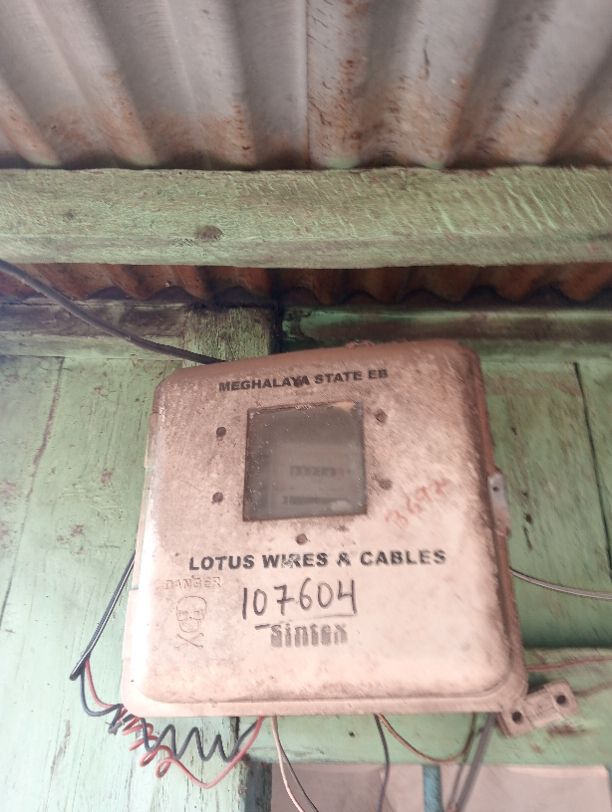 MEGHALAYA STATE EB
LOTUS WIRES & CABLES
DANGER
107604
Sintex